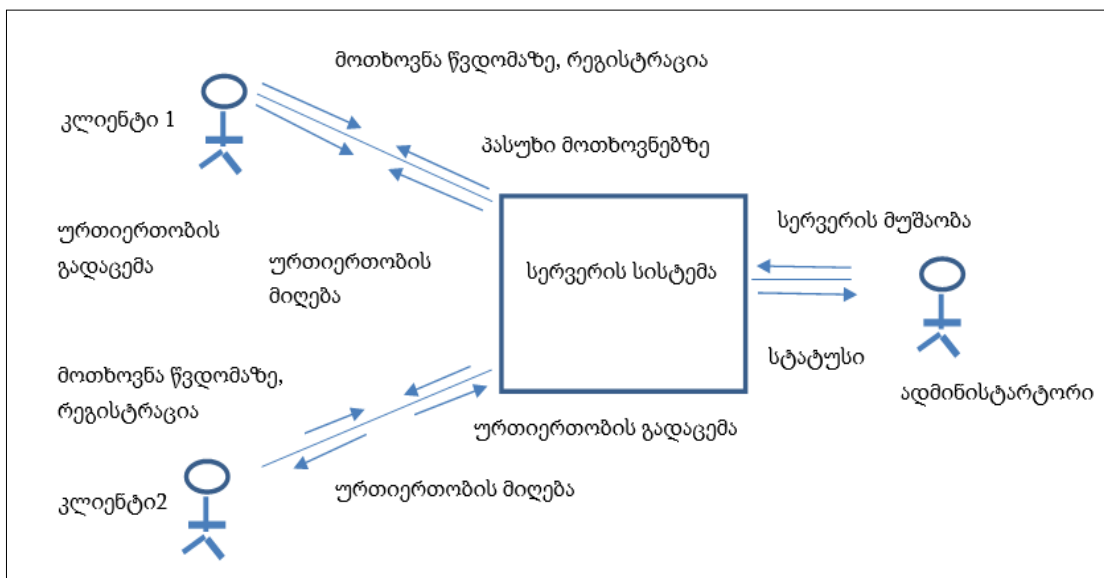 მოთხოვნა წვდომაზე, რეგისტრაცია
კლიენტი 1
პასუხი მოთხოვნებზე
ურთიერთობის
გადაცემა
ურთიერთობის
მიღება
სერვერის სისტემა
სერვერის მუშაობა
სტატუსი
ადმინისტარტორი
მოთხოვნა წვდომაზე,
რეგისტრაცია
ურთიერთობის გადაცემა
ურთიერთობის მიღება
კლიენტი2